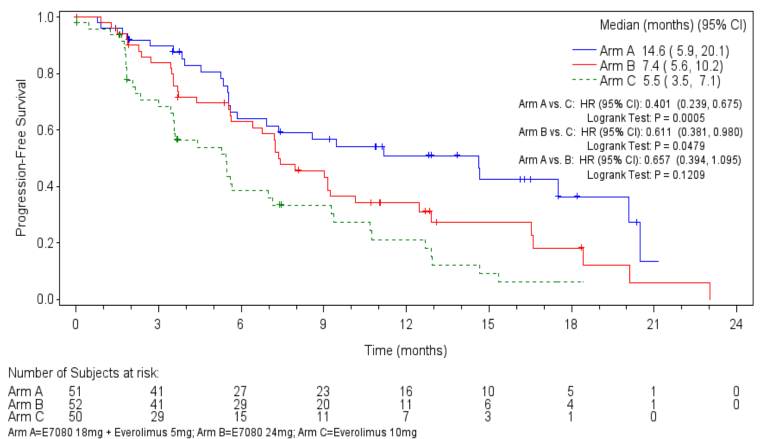 Median (months) (95% CI)
Arm A 14.6 ( 5.9, 20.1)
Arm B 7.4 ( 5.6, 10.2)
Arm C 5.5 ( 3.5, 7.1)
Arm A vs. C: HR (95% CI): 0.401 (0.239, 0.675)
Logrank Test: P = 0.0005
Arm B vs. C: HR (95% CI): 0.611 (0.381, 0.980)
Logrank Test: P = 0.0479
Arm A vs. B: HR (95% CI): 0.657 (0.394, 1.095)
Logrank Test: P = 0.1209
Progression-Free Survival
1.0
0.8
0.6
0.4
0.2
0.0
0 3 6 9 12 15 18 21 24
Time (months)
Number of Subjects at risk:
Arm A 51 41 27 23 16 10 5 1 0
Arm B 52 41 29 20 11 6 4 1 0
Arm C 50 29 15 11 7 3 1 0
Arm A=E7080 18mg + Everolimus 5mg; Arm B=E7080 24mg; Arm C=Everolimus 10mg